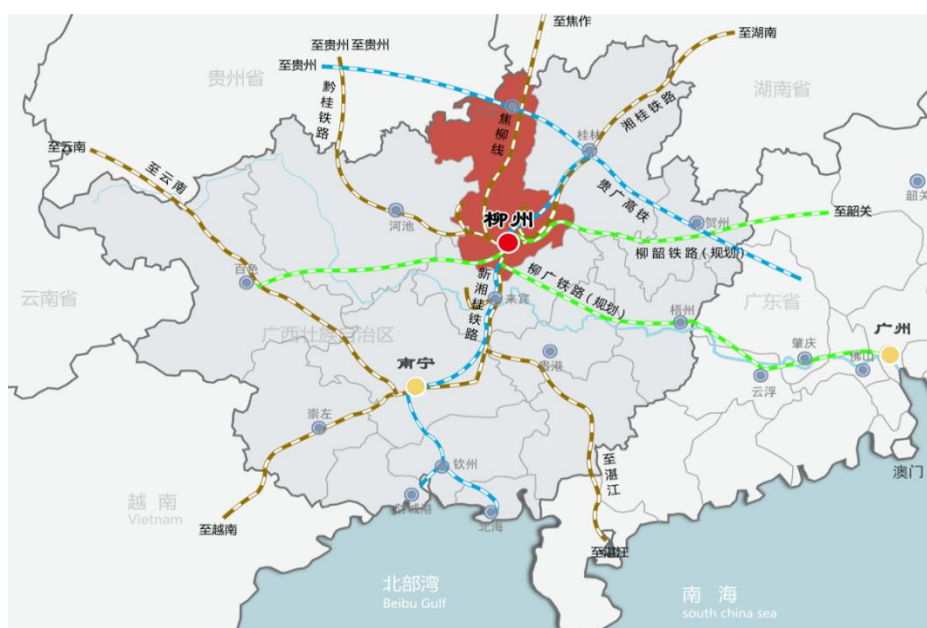 至焦作
至湖南
至贵州 至贵州
至贵州
贵州省
湖南省
黔桂铁路
焦柳线
湘桂铁路
桂林
至云南
至云南
贵广高铁
韶关
河池
柳州
贺州
至韶关
柳韶铁路(规划)
百色
云南省
新湘桂铁路
来宾
柳广铁路(规划)
广东省
梧州
广西壮族自治区
广州
肇庆
佛山
南宁
贵港
云浮
崇左
钦州
至湛江
澳门
越南
Vietnam
至越南
防城港
北海
至湛江
北部湾
Beibu Gulf
南海
south china sea